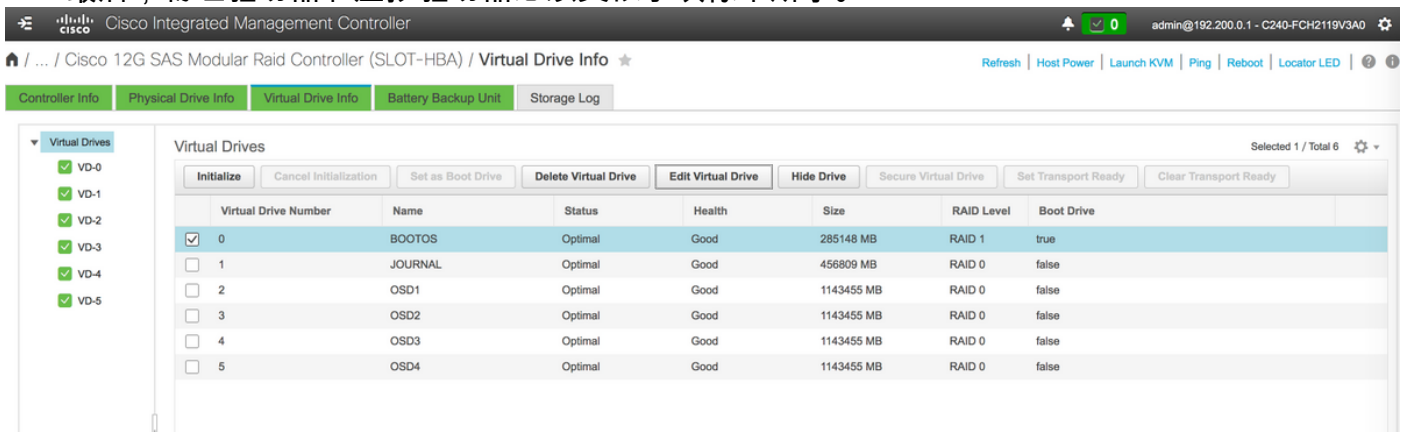 cisco Cisco Integrated Management Controller 0 admin@192.200.0.1 - C240-FCH2119V3A0
/ ... / Cisco 12G SAS Modular Raid Controller (SLOT-HBA) / Virtual Drive Info ★ Refresh | Host Power | Launch KVM | Ping | Reboot | Locator LED |
Controller Info Physical Drive Info Virtual Drive Info Battery Backup Unit Storage Log
Virtual Drives
VD-0
VD-1
VD-2
VD-3
VD-4
VD-5
Virtual Drives Selected 1 / Total 6
Initialize Cancel Initialization Set as Boot Drive Delete Virtual Drive Edit Virtual Drive Hide Drive Secure Virtual Drive Set Transport Ready Clear Transport Ready
Virtual Drive Number Name Status Health Size RAID Level Boot Drive
0 BOOTOS Optimal Good 285148 MB RAID 1 true
1 JOURNAL Optimal Good 456809 MB RAID 0 false
2 OSD1 Optimal Good 1143455 MB RAID 0 false
3 OSD2 Optimal Good 1143455 MB RAID 0 false
4 OSD3 Optimal Good 1143455 MB RAID 0 false
5 OSD4 Optimal Good 1143455 MB RAID 0 false